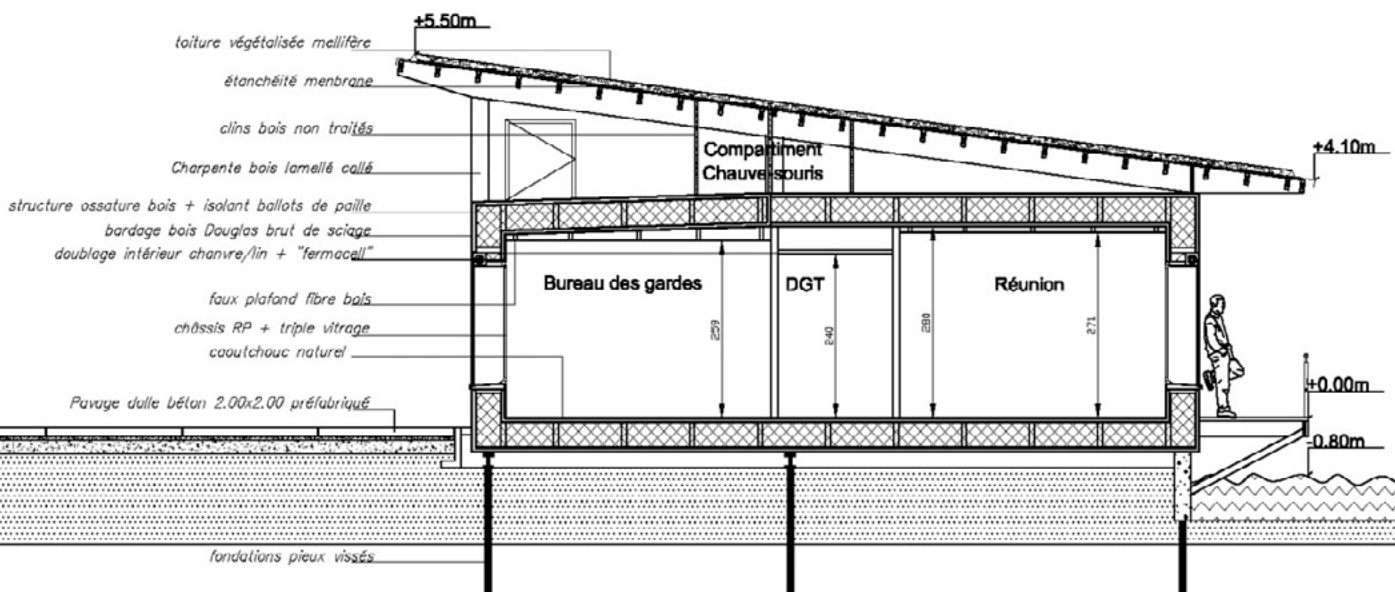 +5.50m
toiture végétalisée mellifère
étanchéité menbrane
clins bois non traités
Compartiment
Chauve-souris
+4.10m
Charpente bois lamellé collé
structure ossature bois + isolant ballots de paille
bardage bois Douglas brut de sciage
doublage intérieur chanvre/lin + "fermacell"
Bureau des gardes
DGT
Réunion
faux plafond fibre bois
259
240
280
271
châssis RP + triple vitrage
caoutchouc naturel
+0.00m
Pavage dalle béton 2.00x2.00 préfabriqué
-0.80m
fondations pieux vissés